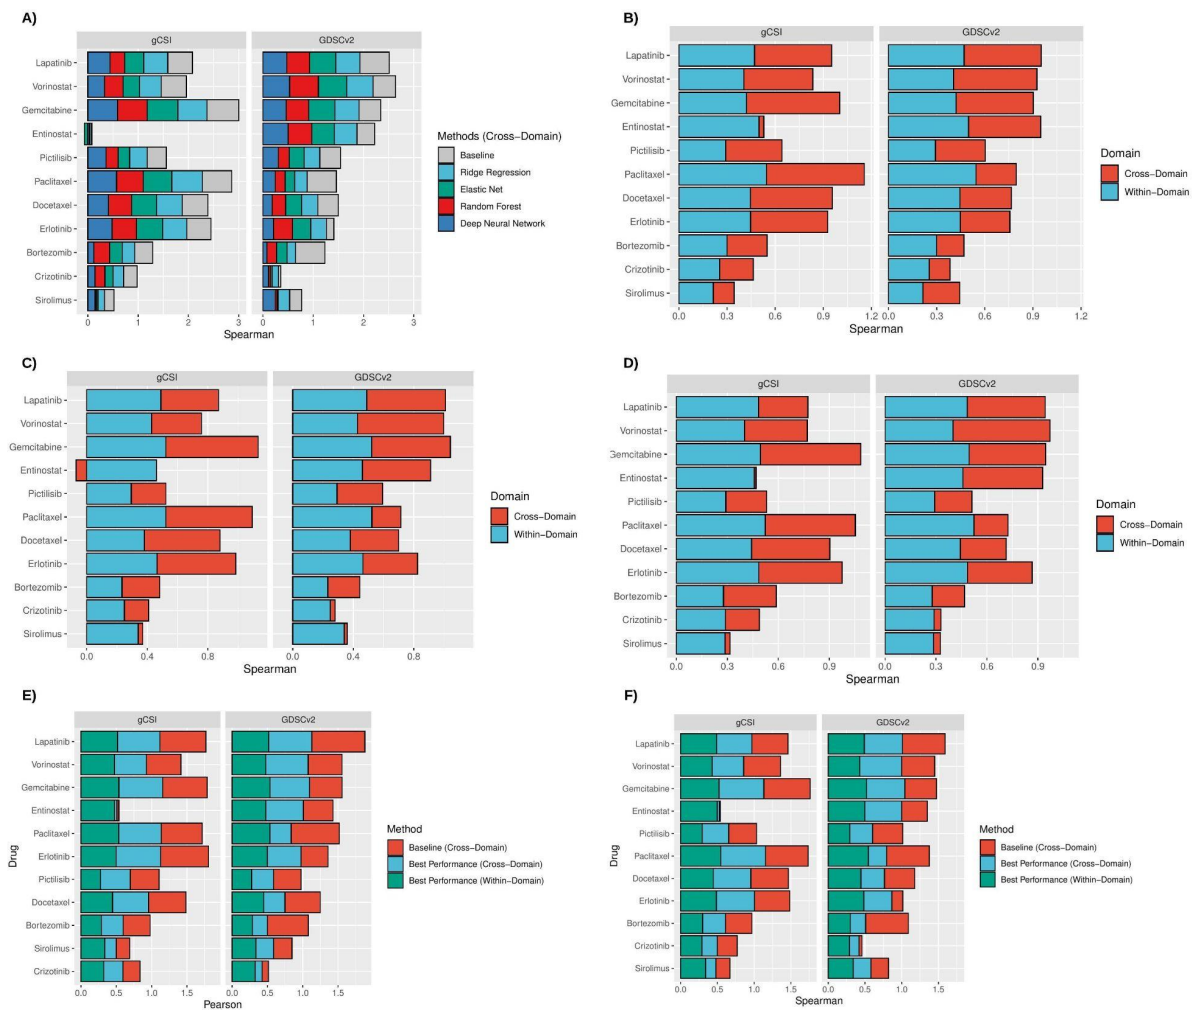 A)
gCSI
GDSCv2
Lapatinib
Vorinostat
Gemcitabine
Entinostat
Pictilisib
Paclitaxel
Docetaxel
Erlotinib
Bortezomib
Crizotinib
Sirolimus
0 1 2 3
0 1 2 3
Spearman
Methods (Cross-Domain)
Baseline
Ridge Regression
Elastic Net
Random Forest
Deep Neural Network
B)
gCSI
GDSCv2
Lapatinib
Vorinostat
Gemcitabine
Entinostat
Pictilisib
Paclitaxel
Docetaxel
Erlotinib
Bortezomib
Crizotinib
Sirolimus
0.0 0.3 0.6 0.9 1.2
0.0 0.3 0.6 0.9 1.2
Spearman
Domain
Cross-Domain
Within-Domain
C)
gCSI
GDSCv2
Lapatinib
Vorinostat
Gemcitabine
Entinostat
Pictilisib
Paclitaxel
Docetaxel
Erlotinib
Bortezomib
Crizotinib
Sirolimus
0.0 0.4 0.8
0.0 0.4 0.8
Spearman
Domain
Cross-Domain
Within-Domain
D)
gCSI
GDSCv2
Lapatinib
Vorinostat
Gemcitabine
Entinostat
Pictilisib
Paclitaxel
Docetaxel
Erlotinib
Bortezomib
Crizotinib
Sirolimus
0.0 0.3 0.6 0.9
0.0 0.3 0.6 0.9
Spearman
Domain
Cross-Domain
Within-Domain
E)
gCSI
GDSCv2
Drug
Lapatinib
Vorinostat
Gemcitabine
Entinostat
Paclitaxel
Erlotinib
Pictilisib
Docetaxel
Bortezomib
Sirolimus
Crizotinib
0.0 0.5 1.0 1.5
0.0 0.5 1.0 1.5
Pearson
Method
Baseline (Cross-Domain)
Best Performance (Cross-Domain)
Best Performance (Within-Domain)
F)
gCSI
GDSCv2
Drug
Lapatinib
Vorinostat
Gemcitabine
Entinostat
Pictilisib
Paclitaxel
Docetaxel
Erlotinib
Bortezomib
Crizotinib
Sirolimus
0.0 0.5 1.0 1.5
0.0 0.5 1.0 1.5
Spearman
Method
Baseline (Cross-Domain)
Best Performance (Cross-Domain)
Best Performance (Within-Domain)